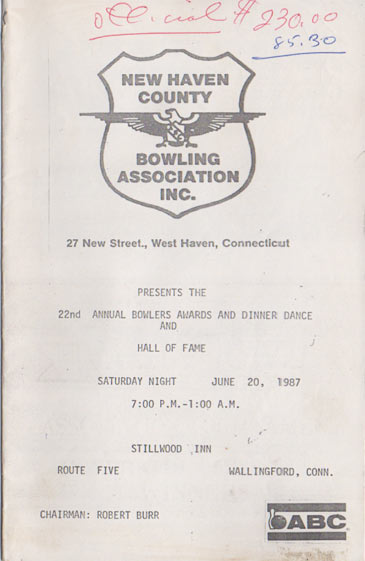 official $230.00
85.30
NEW HAVEN
COUNTY
BOWLING
ASSOCIATION
INC.
27 New Street., West Haven, Connecticut
PRESENTS THE
22nd ANNUAL BOWLERS AWARDS AND DINNER DANCE
AND
HALL OF FAME
SATURDAY NIGHT JUNE 20, 1987
7:00 P.M.-1:00 A.M.
STILLWOOD INN
ROUTE FIVE WALLINGFORD, CONN.
CHAIRMAN: ROBERT BURR
ABC